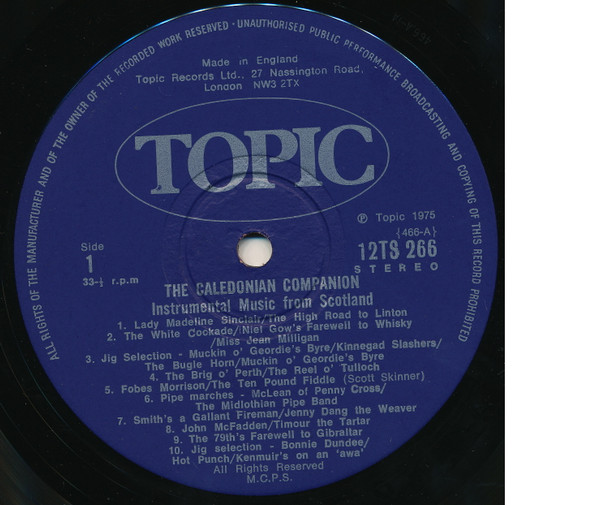 ALL RIGHTS OF THE MANUFACTURER AND OF THE OWNER OF THE RECORDED WORK RESERVED · UNAUTHORISED PUBLIC PERFORMANCE BROADCASTING AND COPYING OF THIS RECORD PROHIBITED
Made in England
Topic Records Ltd., 27 Nassington Road,
London NW3 2TX
TOPIC
℗ Topic 1975
{466-A}
Side
1
33-⅓ r.p.m
12TS 266
STEREO
THE CALEDONIAN COMPANION
Instrumental Music from Scotland
1. Lady Madeline Sinclair/The High Road to Linton
2. The White Cockade/Niel Gow's Farewell to Whisky
/Miss Jean Milligan
3. Jig Selection - Muckin o' Geordie's Byre/Kinnegad Slashers/
The Bugle Horn/Muckin o' Geordie's Byre
4. The Brig o' Perth/The Reel o' Tulloch
5. Fobes Morrison/The Ten Pound Fiddle (Scott Skinner)
6. Pipe marches - McLean of Penny Cross/
The Midlothian Pipe Band
7. Smith's a Gallant Fireman/Jenny Dang the Weaver
8. John McFadden/Timour the Tartar
9. The 79th's Farewell to Gibraltar
10. Jig selection - Bonnie Dundee/
Hot Punch/Kenmuir's on an 'awa'
All Rights Reserved
M.C.P.S.